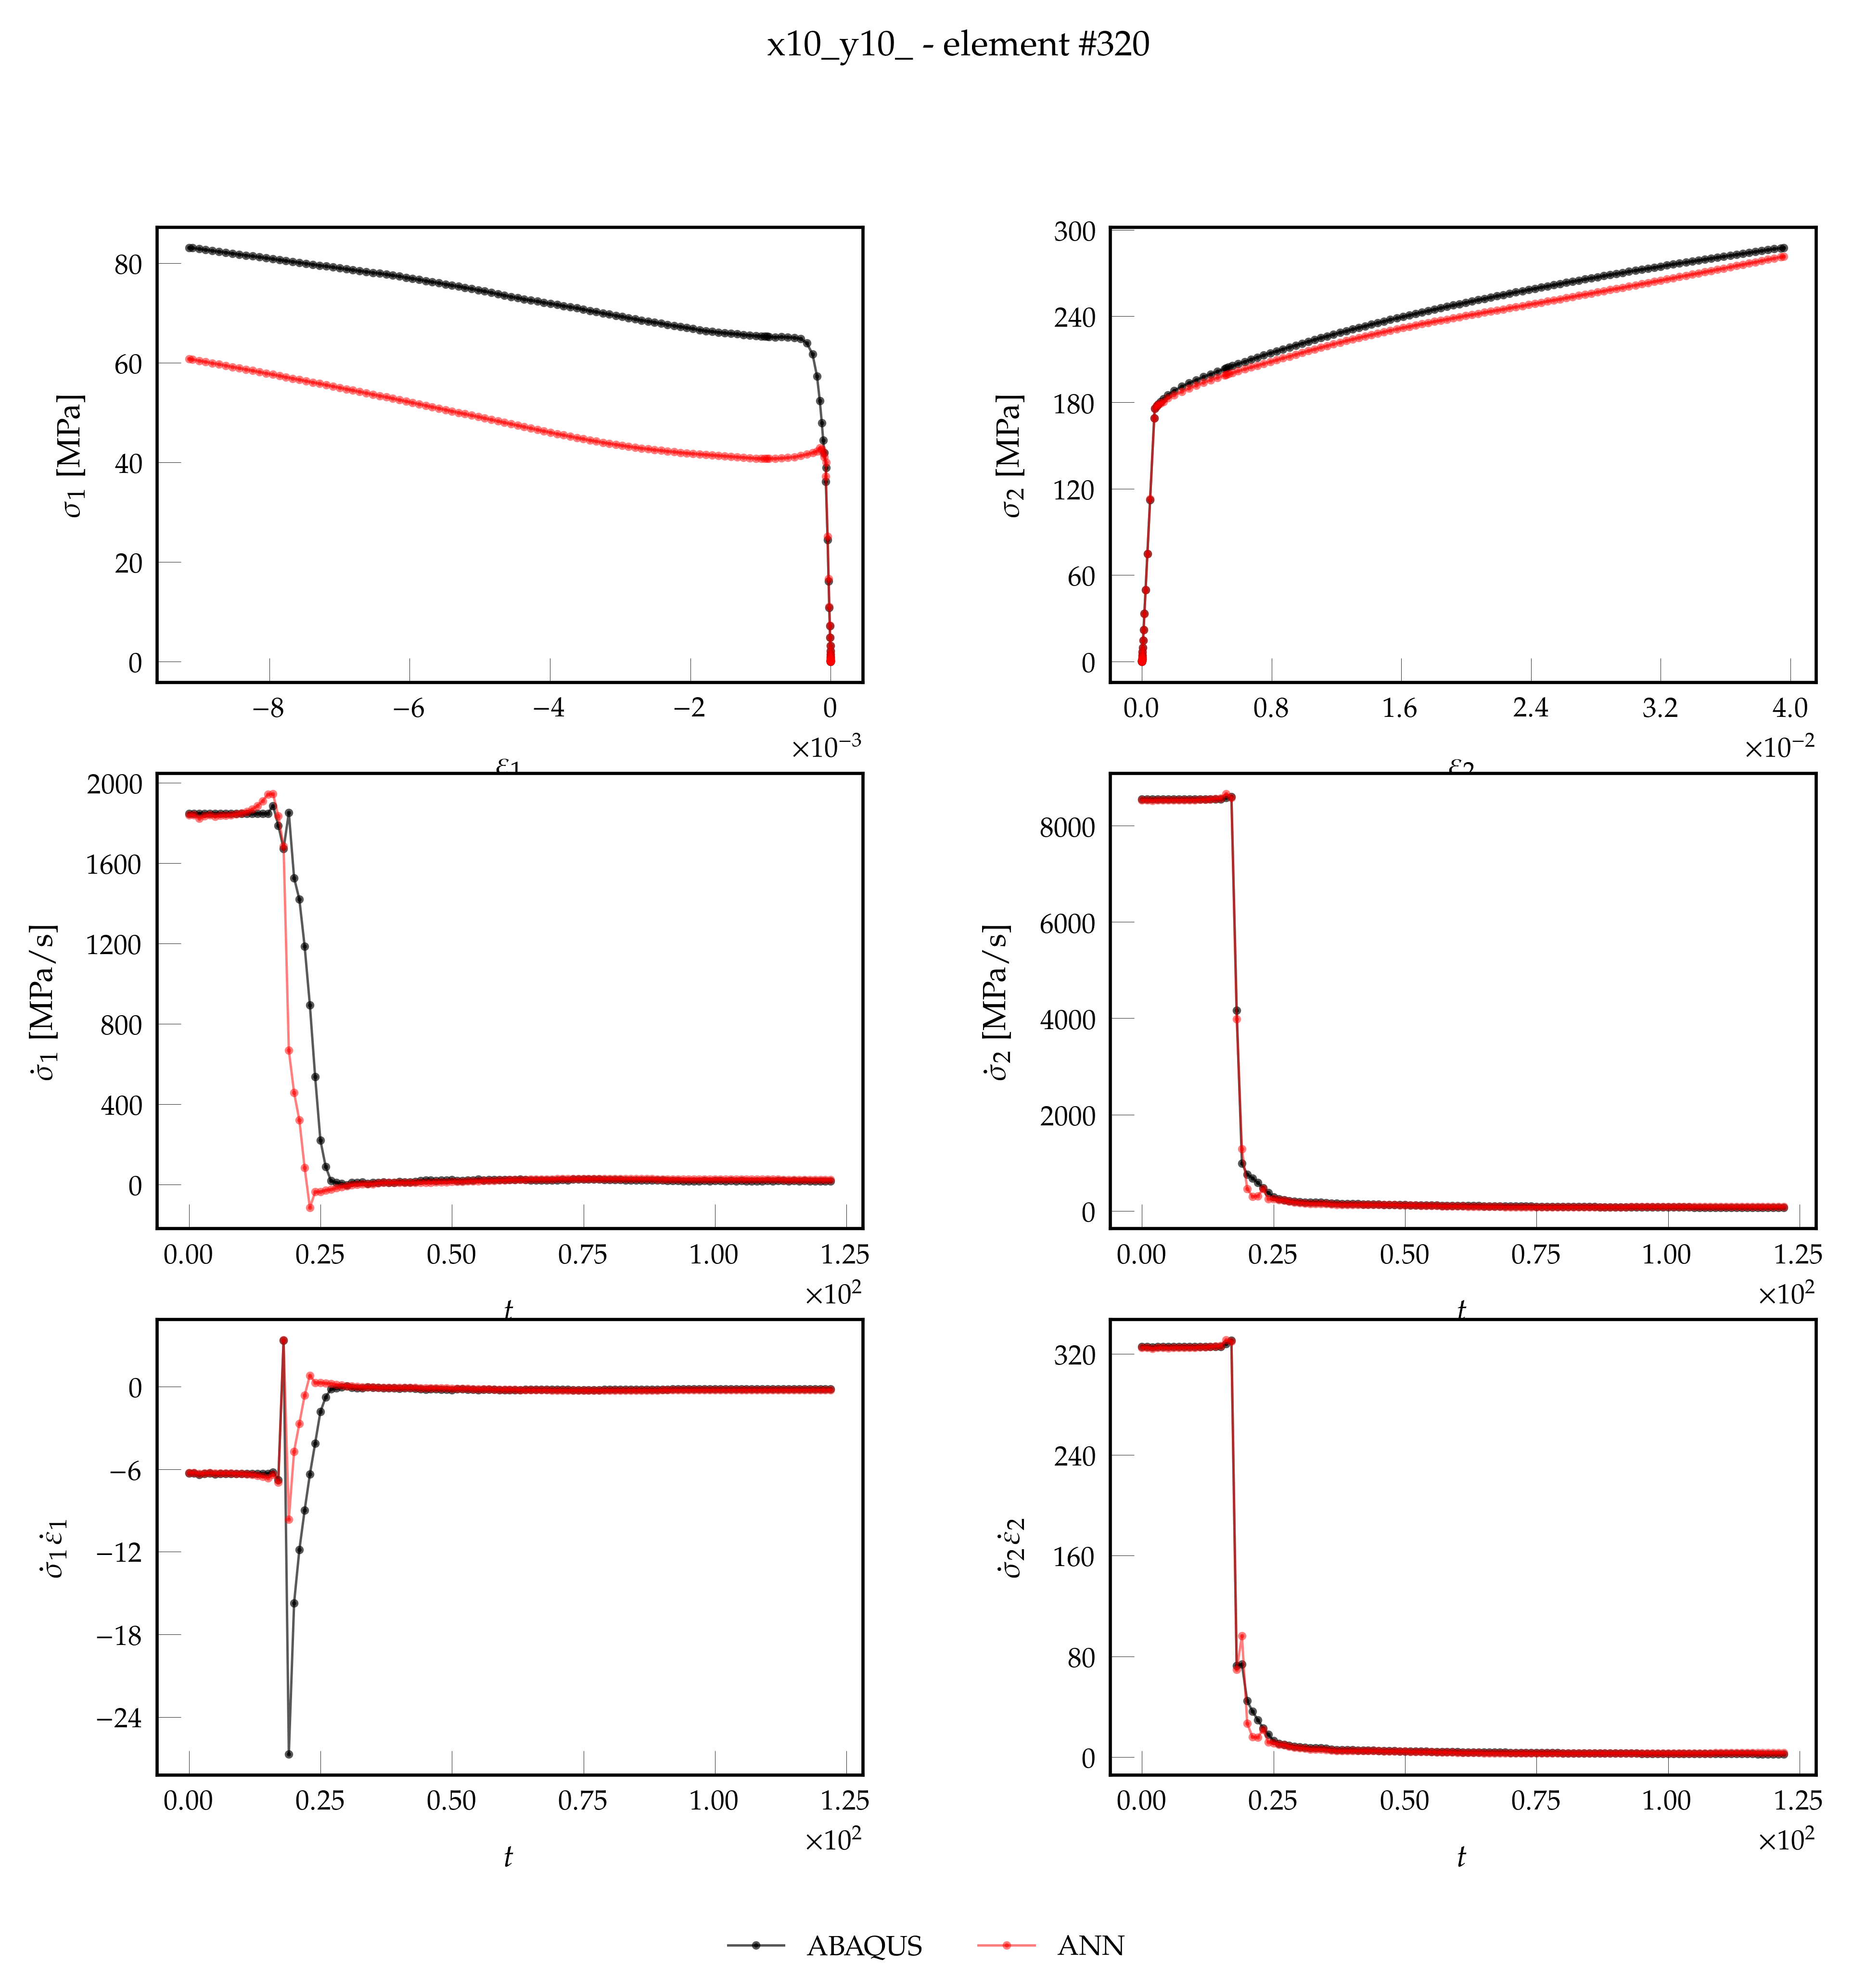 x10_y10_ - element #320
σ₁ [MPa]
80
60
40
20
0
−8 −6 −4 −2 0
×10⁻³
ε₁
σ₂ [MPa]
300
240
180
120
60
0
0.0 0.8 1.6 2.4 3.2 4.0
×10⁻²
ε₂
σ̇₁ [MPa/s]
2000
1600
1200
800
400
0
0.00 0.25 0.50 0.75 1.00 1.25
×10²
t
σ̇₂ [MPa/s]
8000
6000
4000
2000
0
0.00 0.25 0.50 0.75 1.00 1.25
×10²
t
σ̇₁ε̇₁
0
−6
−12
−18
−24
0.00 0.25 0.50 0.75 1.00 1.25
×10²
t
σ̇₂ε̇₂
320
240
160
80
0
0.00 0.25 0.50 0.75 1.00 1.25
×10²
t
ABAQUS ANN